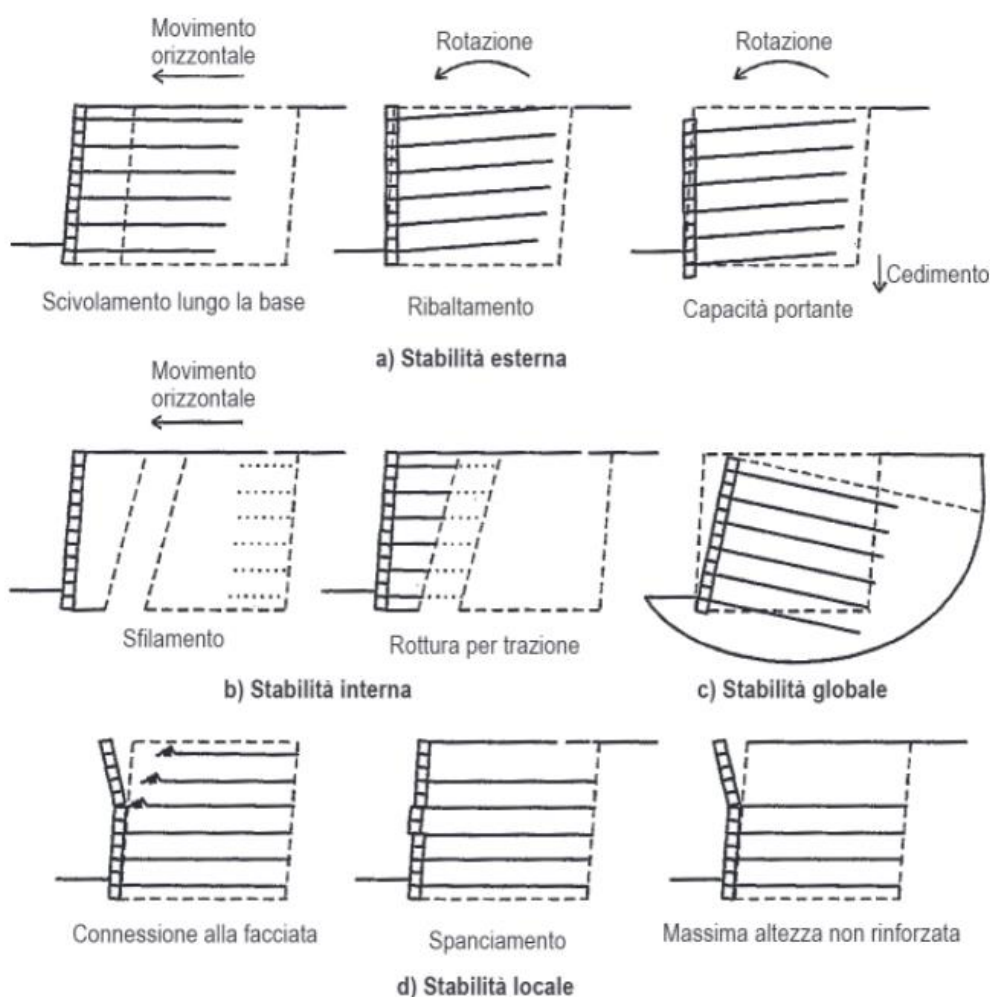 Movimento
orizzontale
Rotazione
Rotazione
Cedimento
Scivolamento lungo la base
Ribaltamento
Capacità portante
a) Stabilità esterna
Movimento
orizzontale
Sfilamento
Rottura per trazione
b) Stabilità interna
c) Stabilità globale
Connessione alla facciata
Spanciamento
Massima altezza non rinforzata
d) Stabilità locale